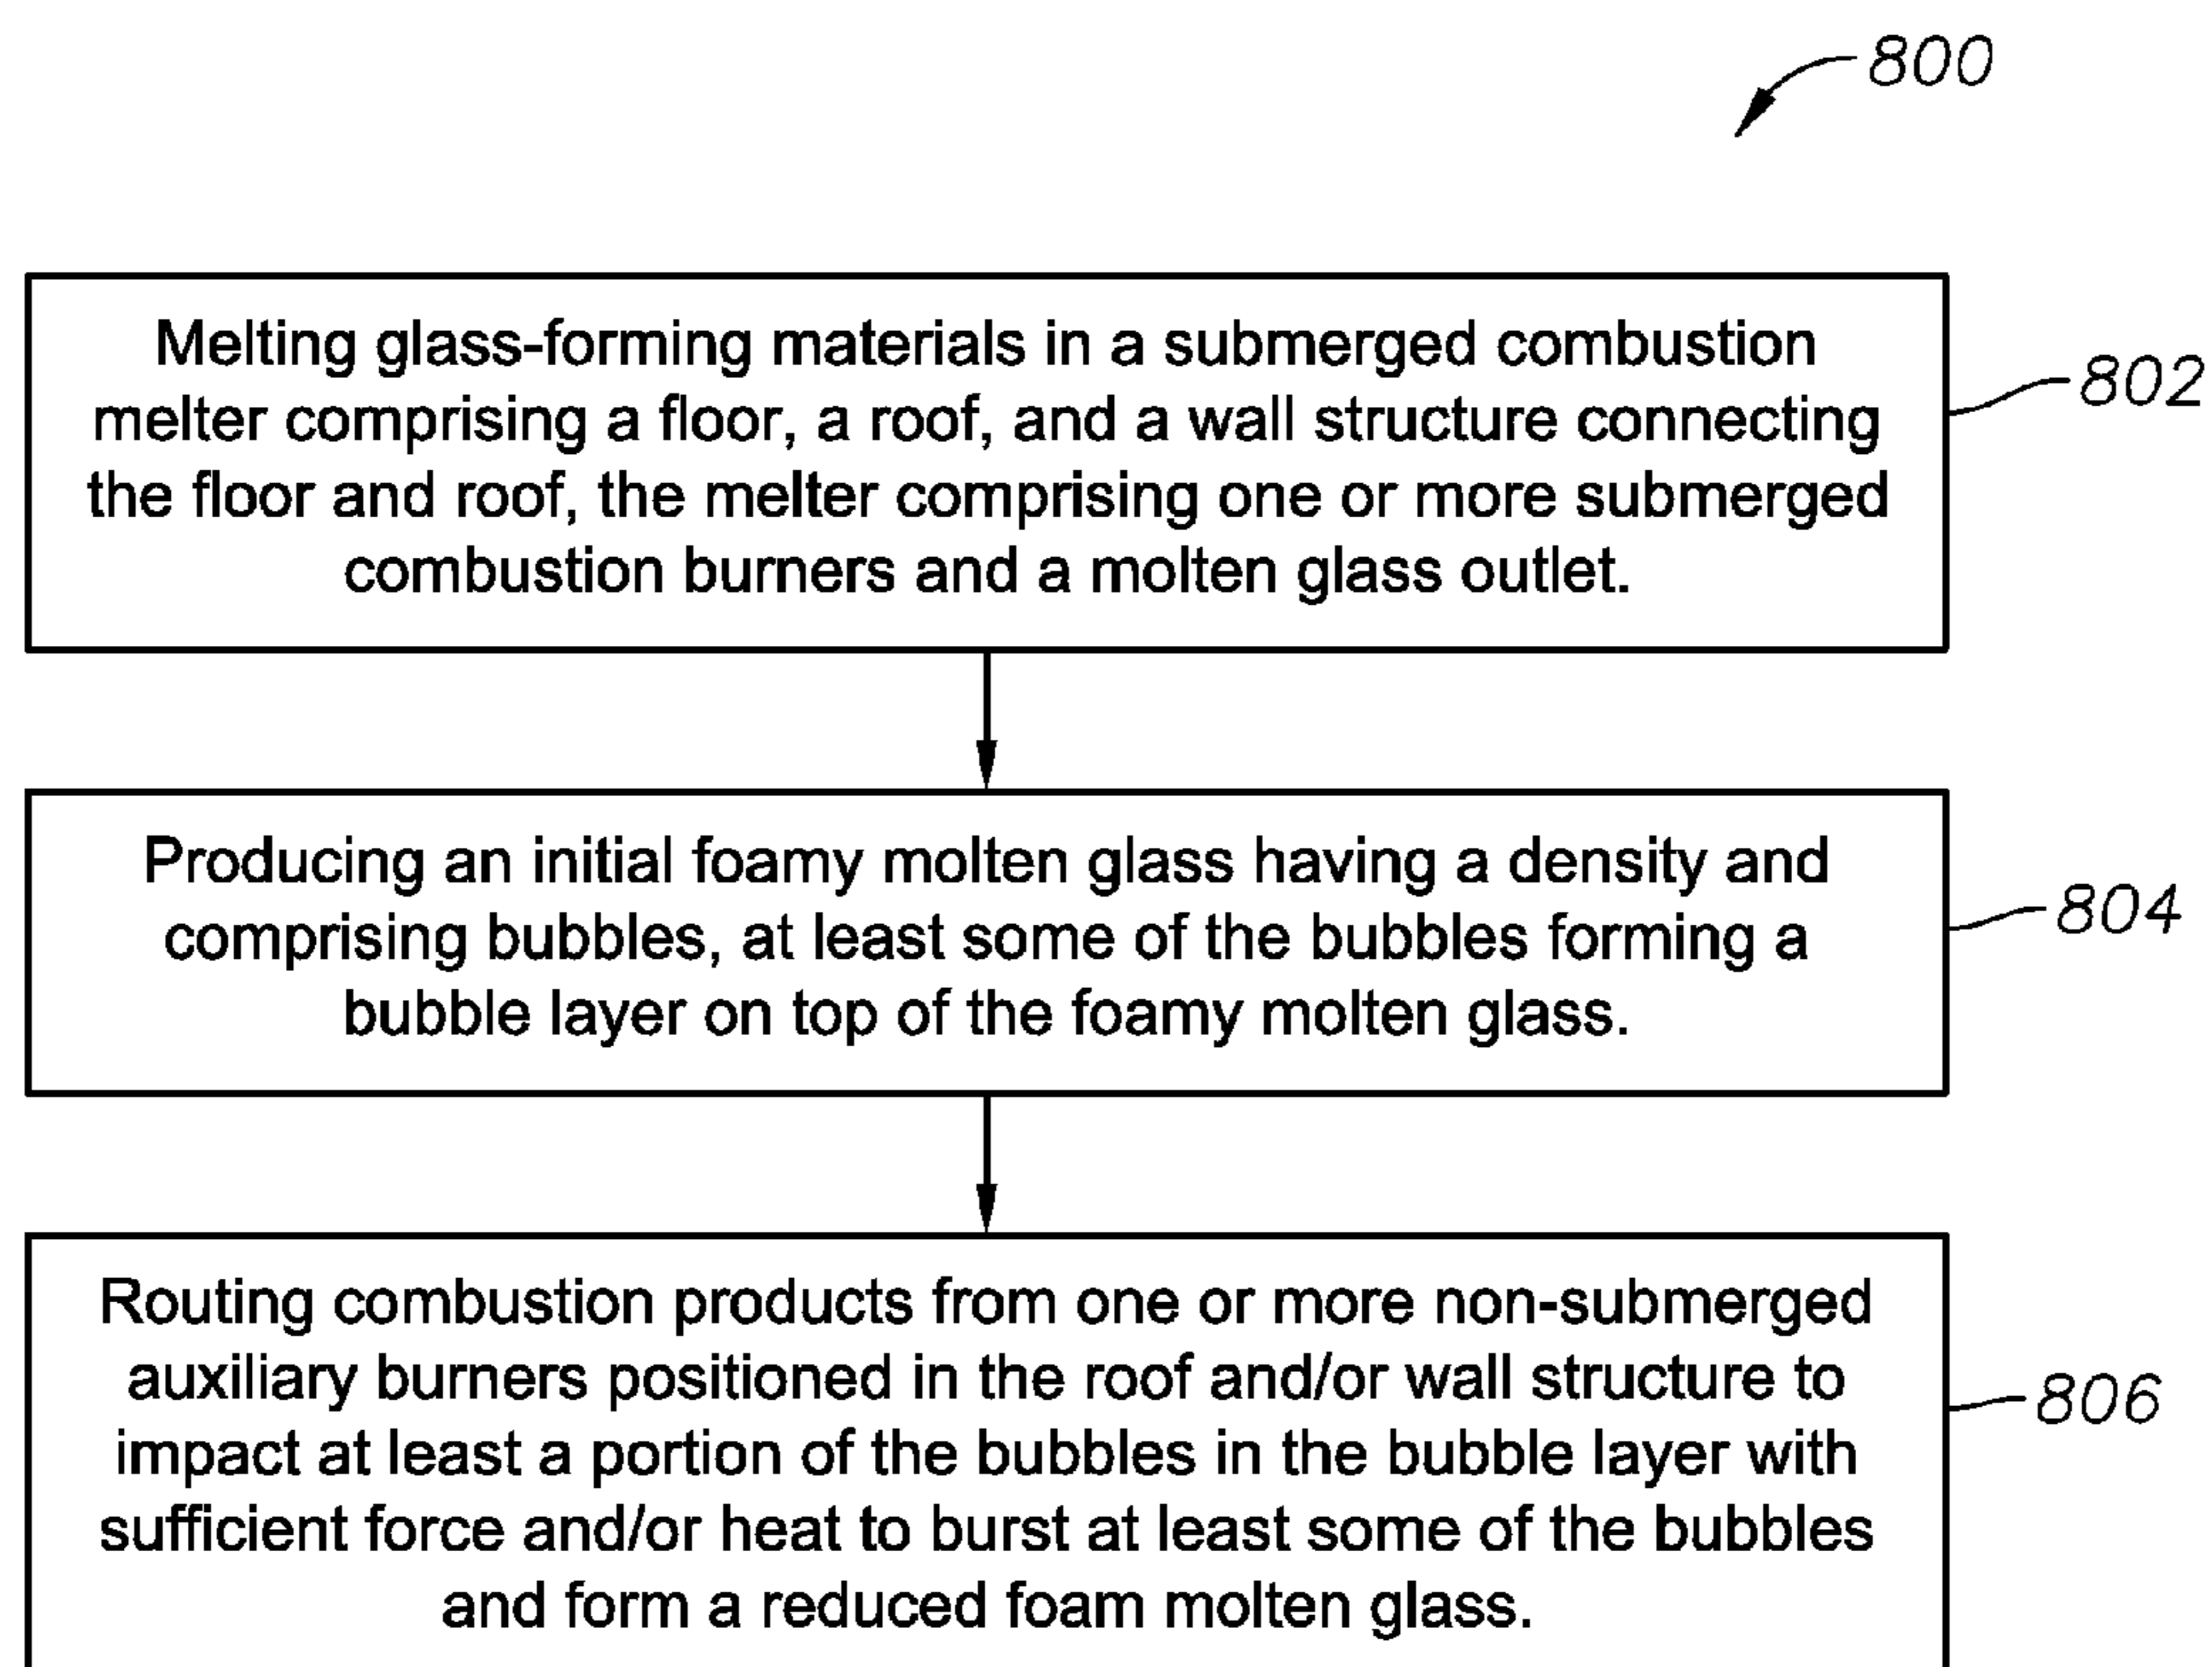 800
Melting glass-forming materials in a submerged combustion
melter comprising a floor, a roof, and a wall structure connecting
the floor and roof, the melter comprising one or more submerged
combustion burners and a molten glass outlet.
802
Producing an initial foamy molten glass having a density and
comprising bubbles, at least some of the bubbles forming a
bubble layer on top of the foamy molten glass.
804
Routing combustion products from one or more non-submerged
auxiliary burners positioned in the roof and/or wall structure to
impact at least a portion of the bubbles in the bubble layer with
sufficient force and/or heat to burst at least some of the bubbles
and form a reduced foam molten glass.
806